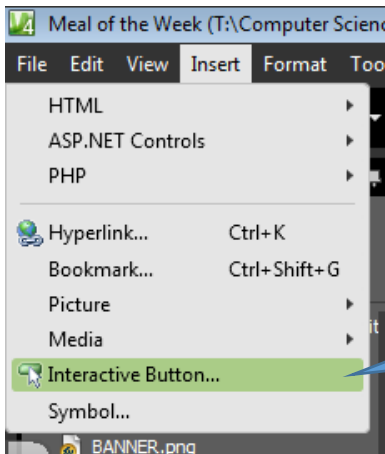 Meal of the Week (T:\Computer Scienc
File Edit View Insert Format Too
HTML
ASP.NET Controls
PHP
Hyperlink... Ctrl+K
Bookmark... Ctrl+Shift+G
Picture
Media
it
Interactive Button...
Symbol...
BANNER.png